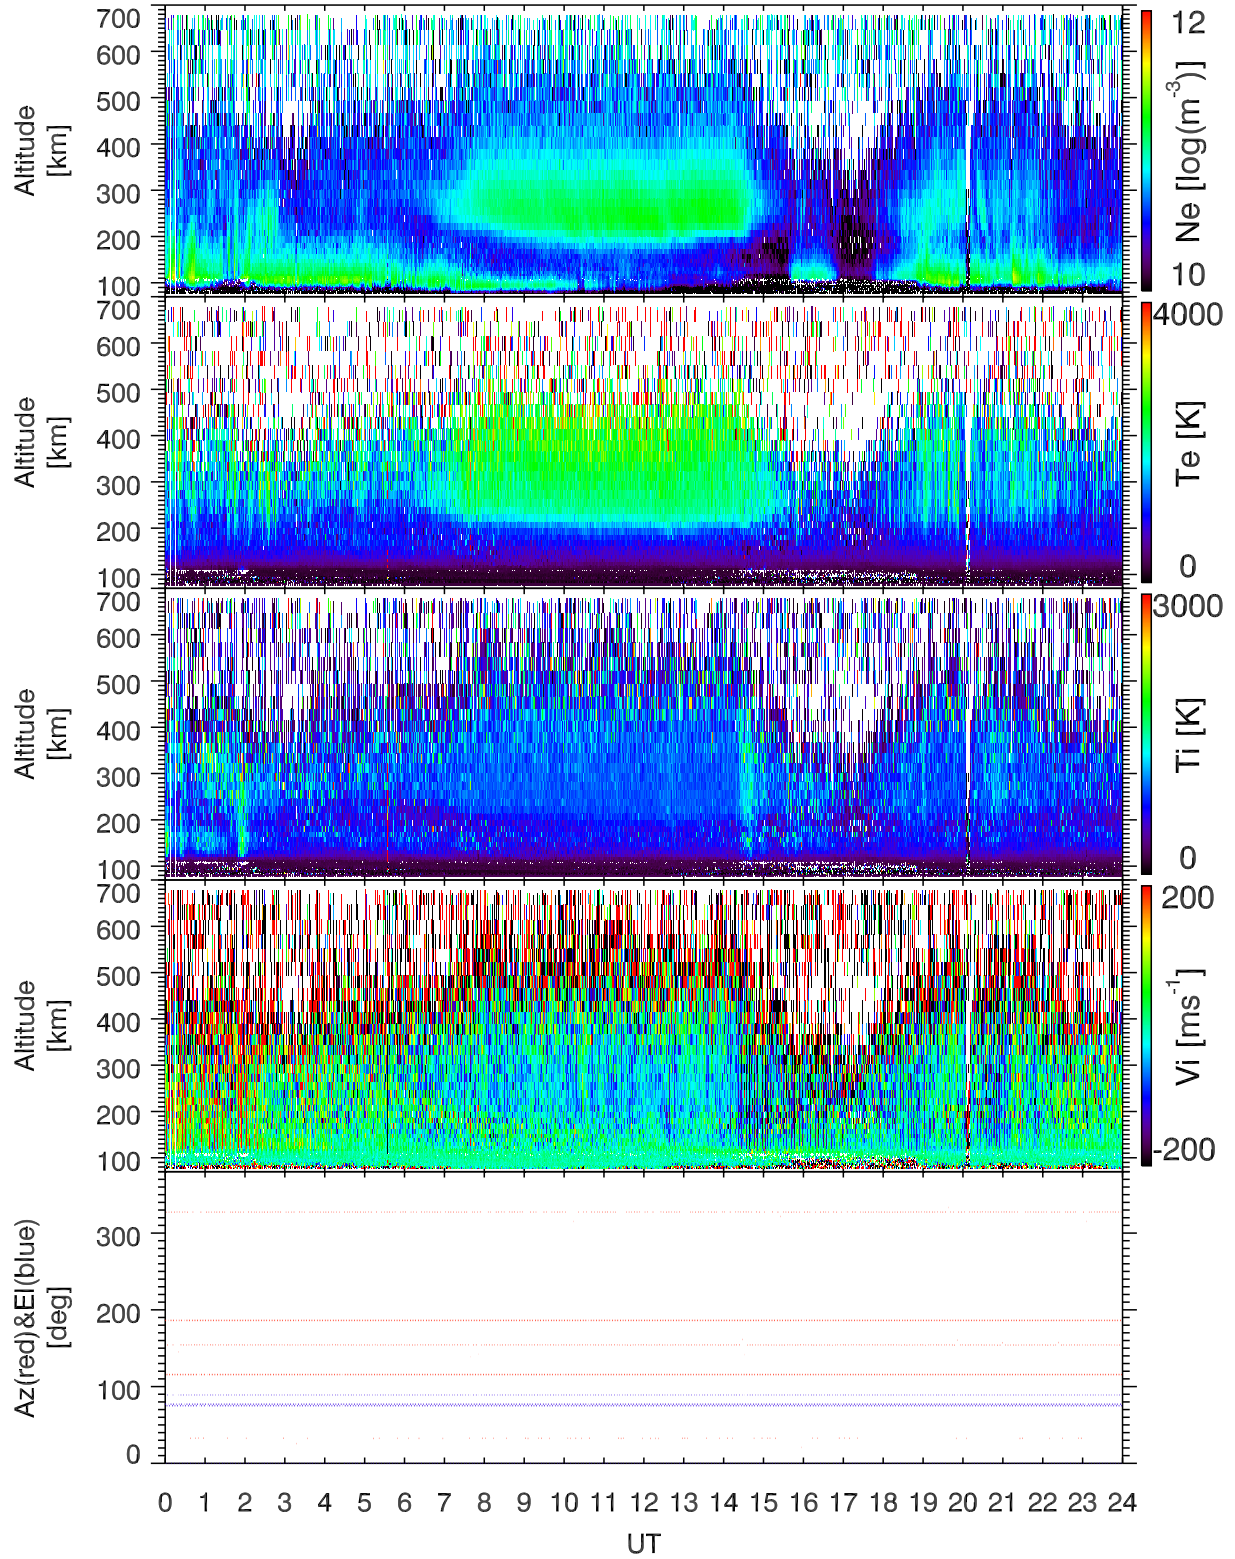 700
600
500
400
300
200
100
Altitude
[km]
12
Ne [log(m⁻³)]
10
700
600
500
400
300
200
100
Altitude
[km]
4000
Te [K]
0
700
600
500
400
300
200
100
Altitude
[km]
3000
Ti [K]
0
700
600
500
400
300
200
100
Altitude
[km]
200
Vi [ms⁻¹]
-200
300
200
100
0
Az(red)&El(blue)
[deg]
0 1 2 3 4 5 6 7 8 9 10 11 12 13 14 15 16 17 18 19 20 21 22 23 24
UT